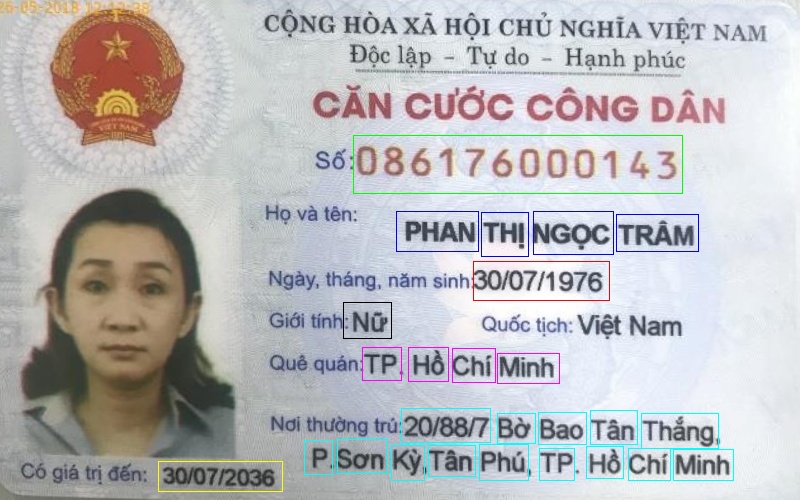 26-05-2018 12:12:38
CỘNG HÒA XÃ HỘI CHỦ NGHĨA VIỆT NAM
Độc lập - Tự do - Hạnh phúc
CĂN CƯỚC CÔNG DÂN
VIỆT NAM
Số: 086176000143
Họ và tên:
PHAN THỊ NGỌC TRÂM
Ngày, tháng, năm sinh: 30/07/1976
Giới tính: Nữ Quốc tịch: Việt Nam
Quê quán: TP. Hồ Chí Minh
Nơi thường trú: 20/88/7 Bờ Bao Tân Thắng,
P. Sơn Kỳ, Tân Phú, TP. Hồ Chí Minh
Có giá trị đến: 30/07/2036